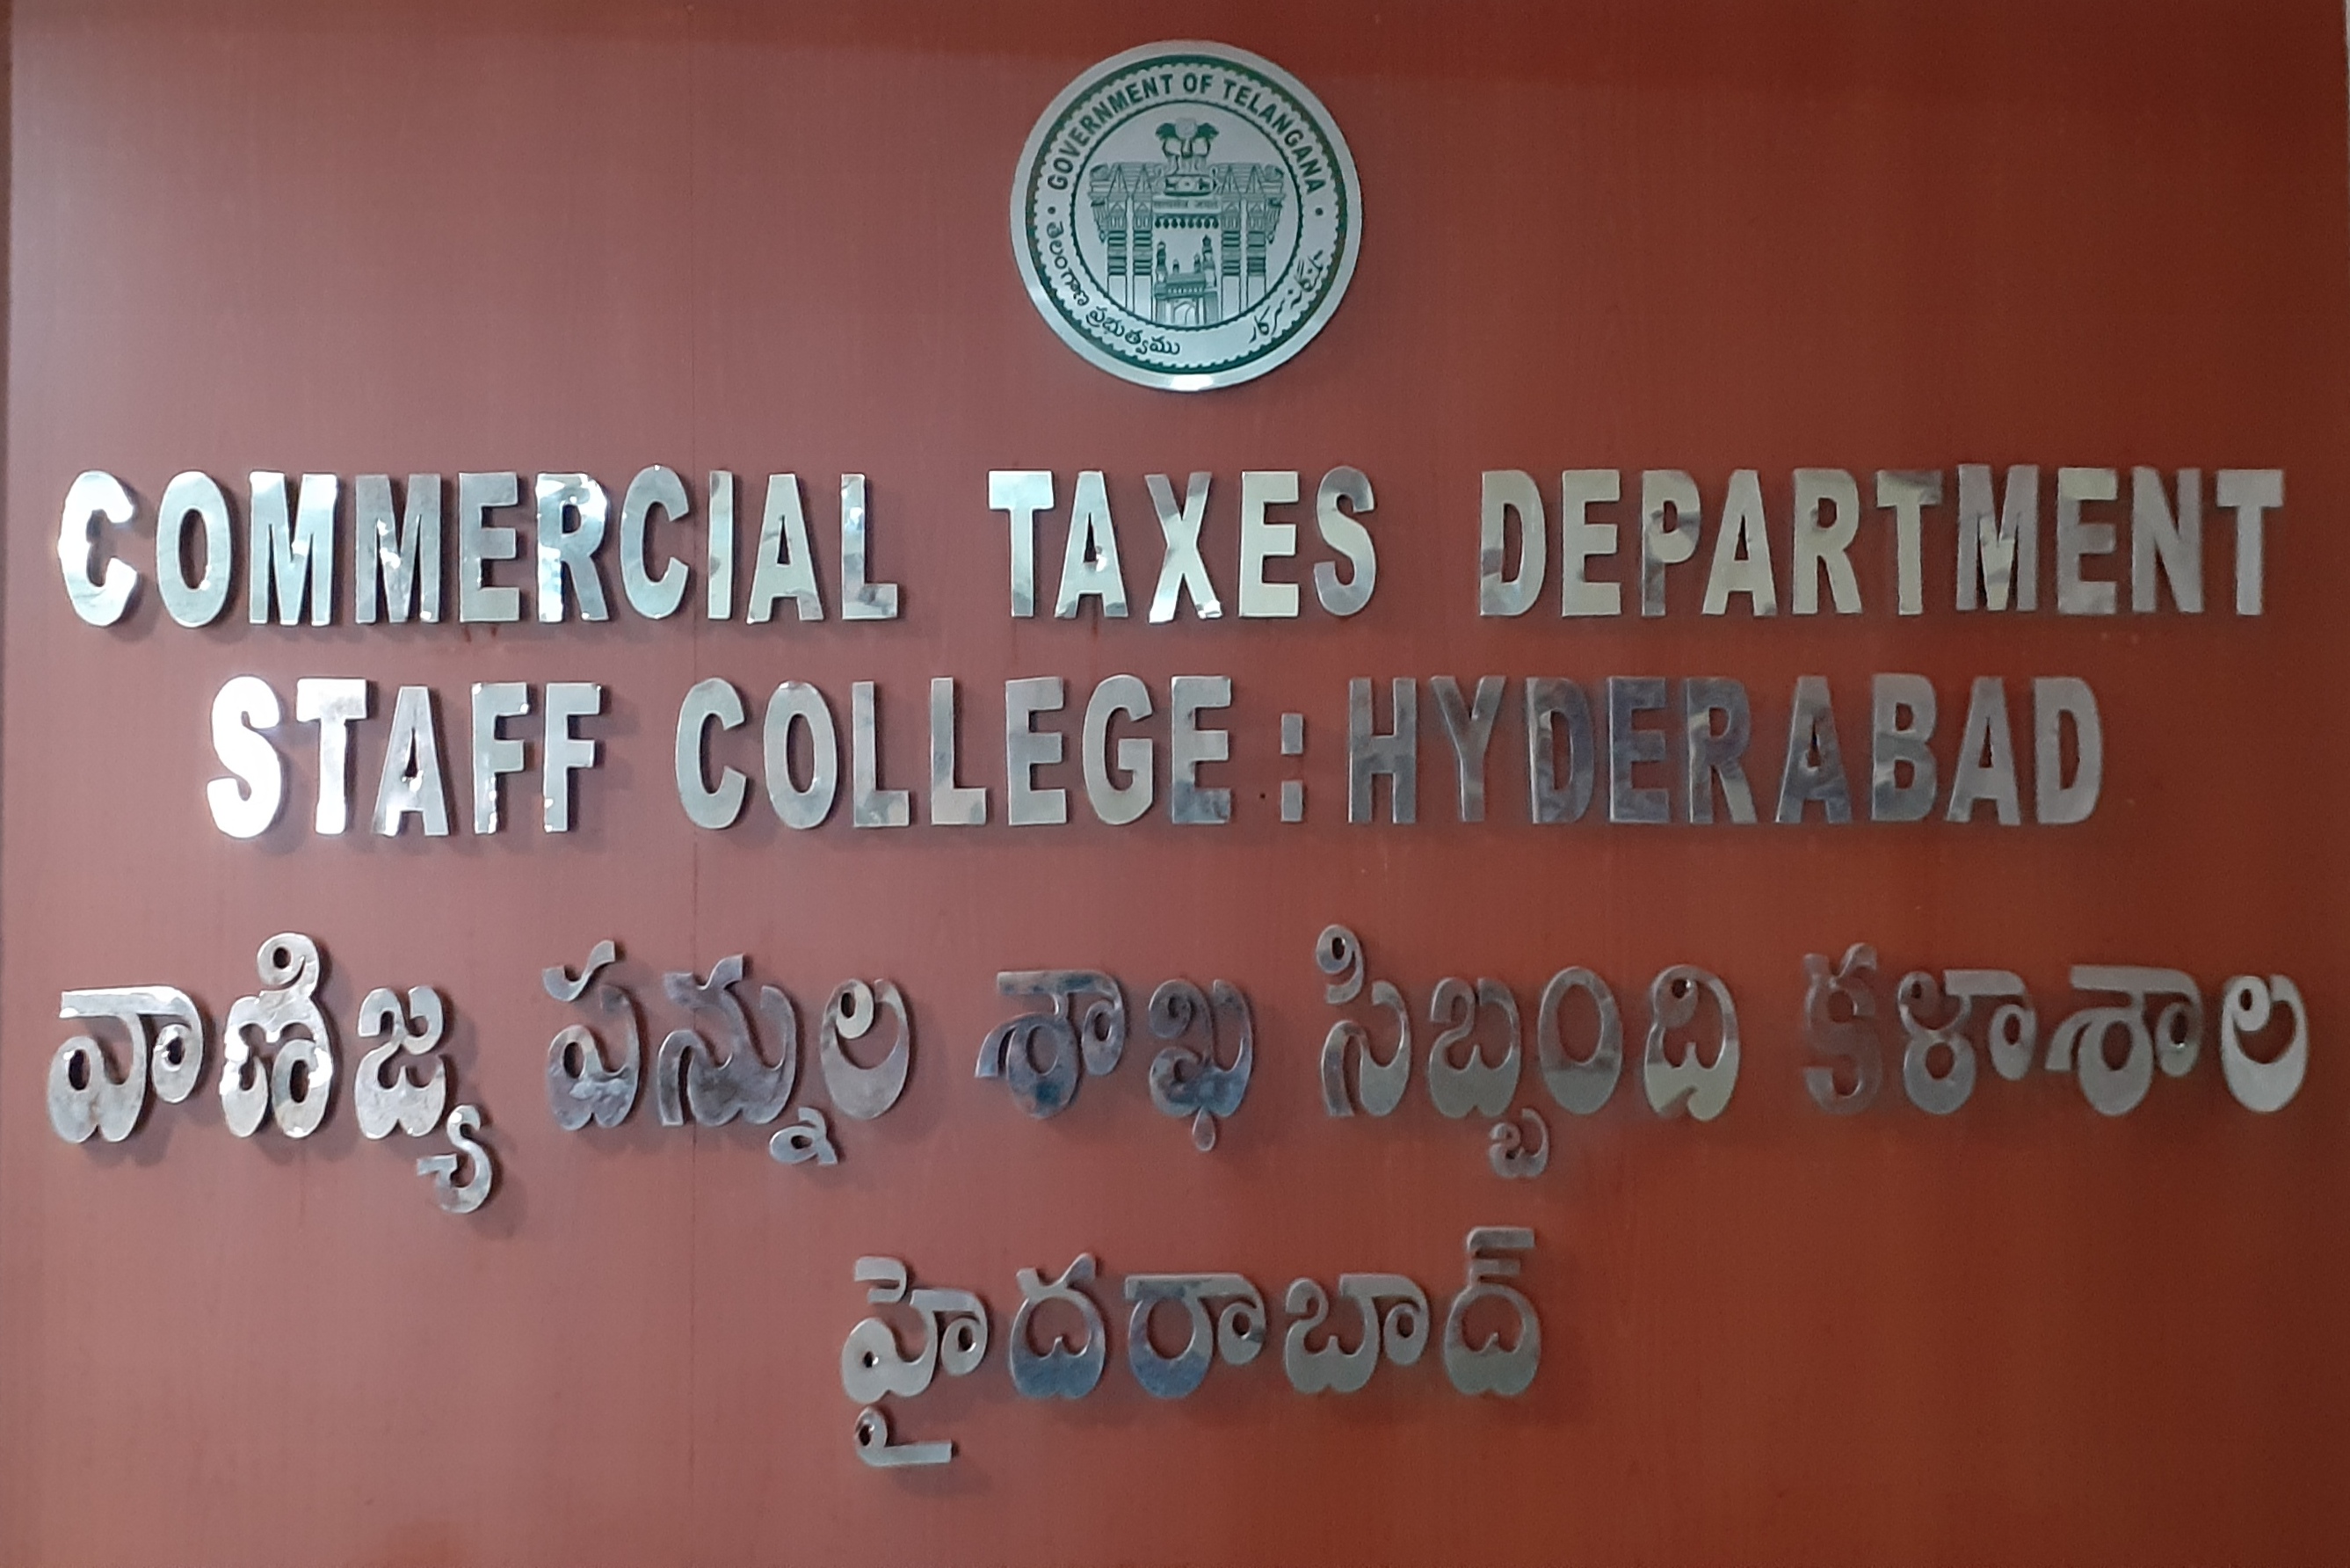 GOVERNMENT OF TELANGANA
తెలంగాణ ప్రభుత్వము
COMMERCIAL TAXES DEPARTMENT
STAFF COLLEGE : HYDERABAD
వాణిజ్య పన్నుల శాఖ సిబ్బంది కళాశాల
హైదరాబాద్